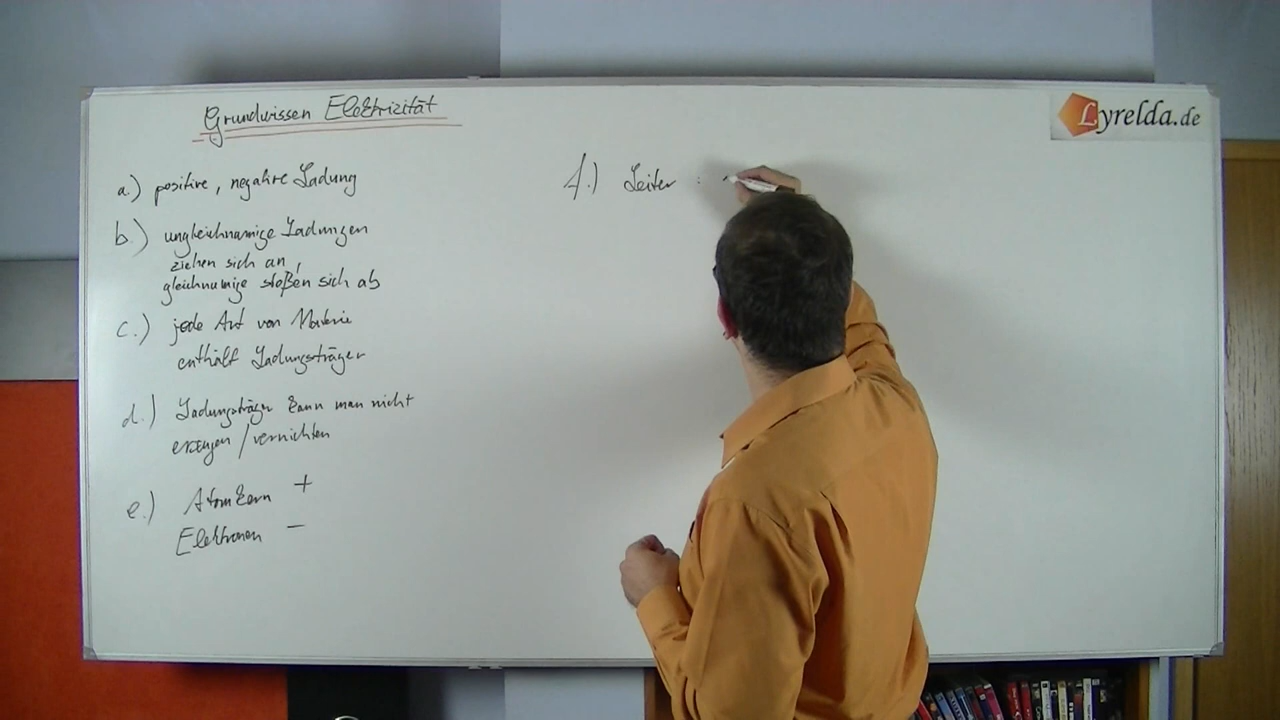 Grundwissen Elektrizität
a.) positive, negative Ladung
b.) ungleichnamige Ladungen
ziehen sich an,
gleichnamige stoßen sich ab
c.) jede Art von Materie
enthält Ladungsträger
d.) Ladungsträger kann man nicht
erzeugen / vernichten
e.) Atomkern +
Elektronen −
f.) Leiter :
Lyrelda.de